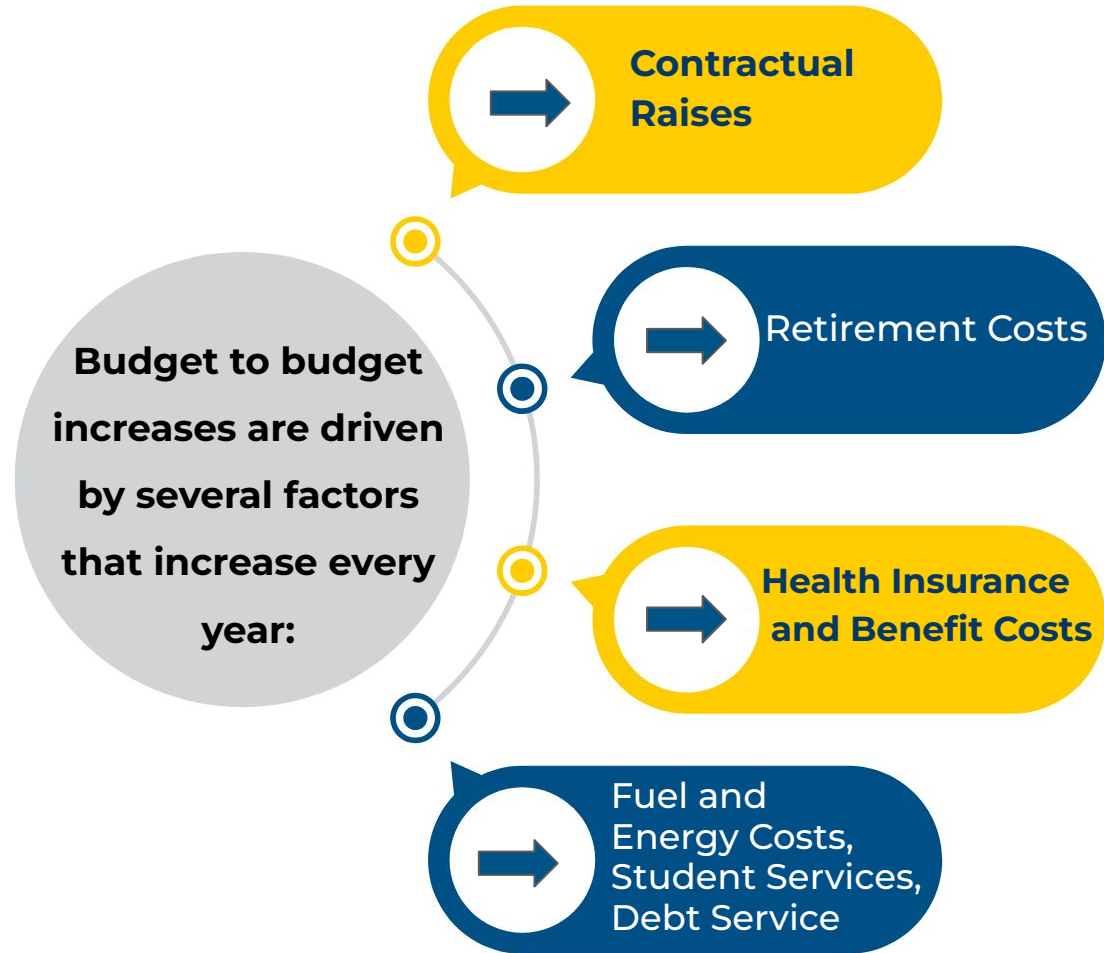 Contractual
Raises
Budget to budget
increases are driven
by several factors
that increase every
year:
Retirement Costs
Health Insurance
and Benefit Costs
Fuel and
Energy Costs,
Student Services,
Debt Service